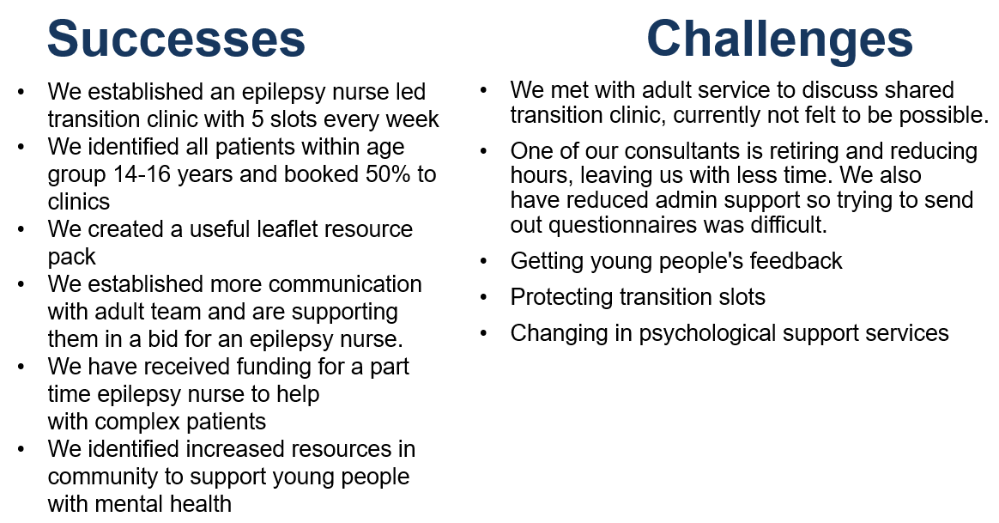 Successes
• We established an epilepsy nurse led
transition clinic with 5 slots every week
• We identified all patients within age
group 14-16 years and booked 50% to
clinics
• We created a useful leaflet resource
pack
• We established more communication
with adult team and are supporting
them in a bid for an epilepsy nurse.
• We have received funding for a part
time epilepsy nurse to help
with complex patients
• We identified increased resources in
community to support young people
with mental health
Challenges
• We met with adult service to discuss shared
transition clinic, currently not felt to be possible.
• One of our consultants is retiring and reducing
hours, leaving us with less time. We also
have reduced admin support so trying to send
out questionnaires was difficult.
• Getting young people's feedback
• Protecting transition slots
• Changing in psychological support services